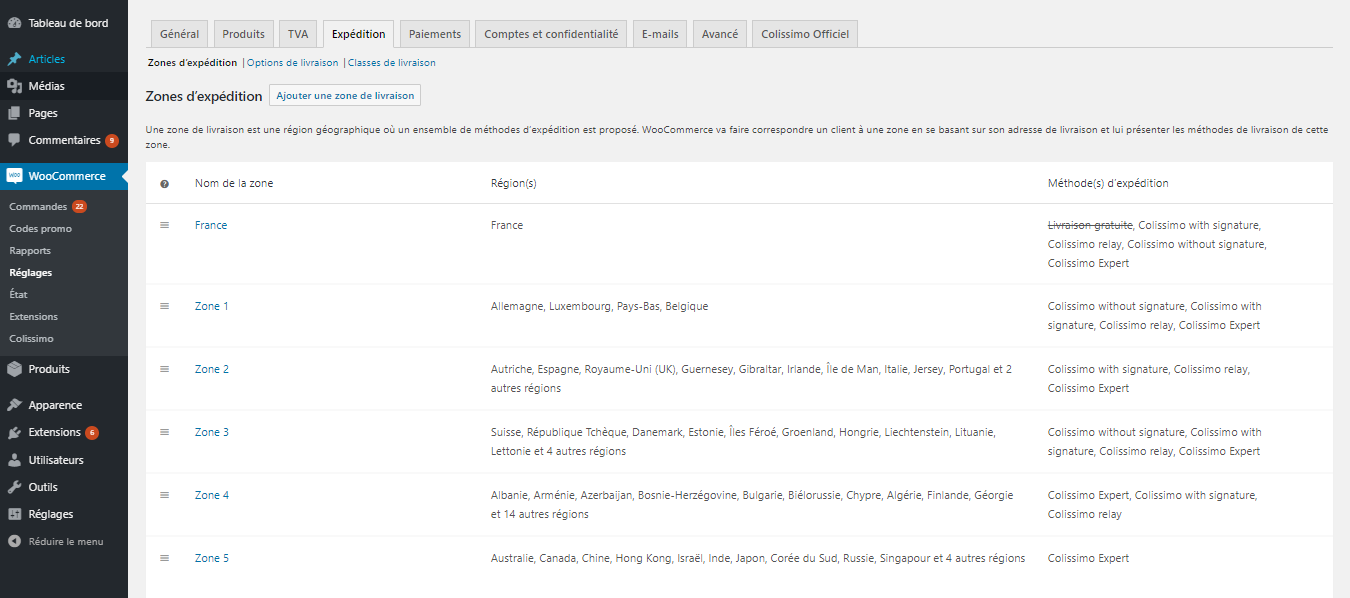 Tableau de bord
Articles
Médias
Pages
Commentaires 9
WooCommerce
Commandes 22
Codes promo
Rapports
Réglages
État
Extensions
Colissimo
Produits
Apparence
Extensions 6
Utilisateurs
Outils
Réglages
Réduire le menu
Général Produits TVA Expédition Paiements Comptes et confidentialité E-mails Avancé Colissimo Officiel
Zones d'expédition | Options de livraison | Classes de livraison
Zones d'expédition Ajouter une zone de livraison
Une zone de livraison est une région géographique où un ensemble de méthodes d'expédition est proposé. WooCommerce va faire correspondre un client à une zone en se basant sur son adresse de livraison et lui présenter les méthodes de livraison de cette
zone.
Nom de la zone Région(s) Méthode(s) d'expédition
France France Livraison gratuite, Colissimo with signature,
Colissimo relay, Colissimo without signature,
Colissimo Expert
Zone 1 Allemagne, Luxembourg, Pays-Bas, Belgique Colissimo without signature, Colissimo with
signature, Colissimo relay, Colissimo Expert
Zone 2 Autriche, Espagne, Royaume-Uni (UK), Guernesey, Gibraltar, Irlande, Île de Man, Italie, Jersey, Portugal et 2 Colissimo with signature, Colissimo relay,
autres régions Colissimo Expert
Zone 3 Suisse, République Tchèque, Danemark, Estonie, Îles Féroé, Groenland, Hongrie, Liechtenstein, Lituanie, Colissimo without signature, Colissimo with
Lettonie et 4 autres régions signature, Colissimo relay, Colissimo Expert
Zone 4 Albanie, Arménie, Azerbaijan, Bosnie-Herzégovine, Bulgarie, Biélorussie, Chypre, Algérie, Finlande, Géorgie Colissimo Expert, Colissimo with signature,
et 14 autres régions Colissimo relay
Zone 5 Australie, Canada, Chine, Hong Kong, Israël, Inde, Japon, Corée du Sud, Russie, Singapour et 4 autres régions Colissimo Expert